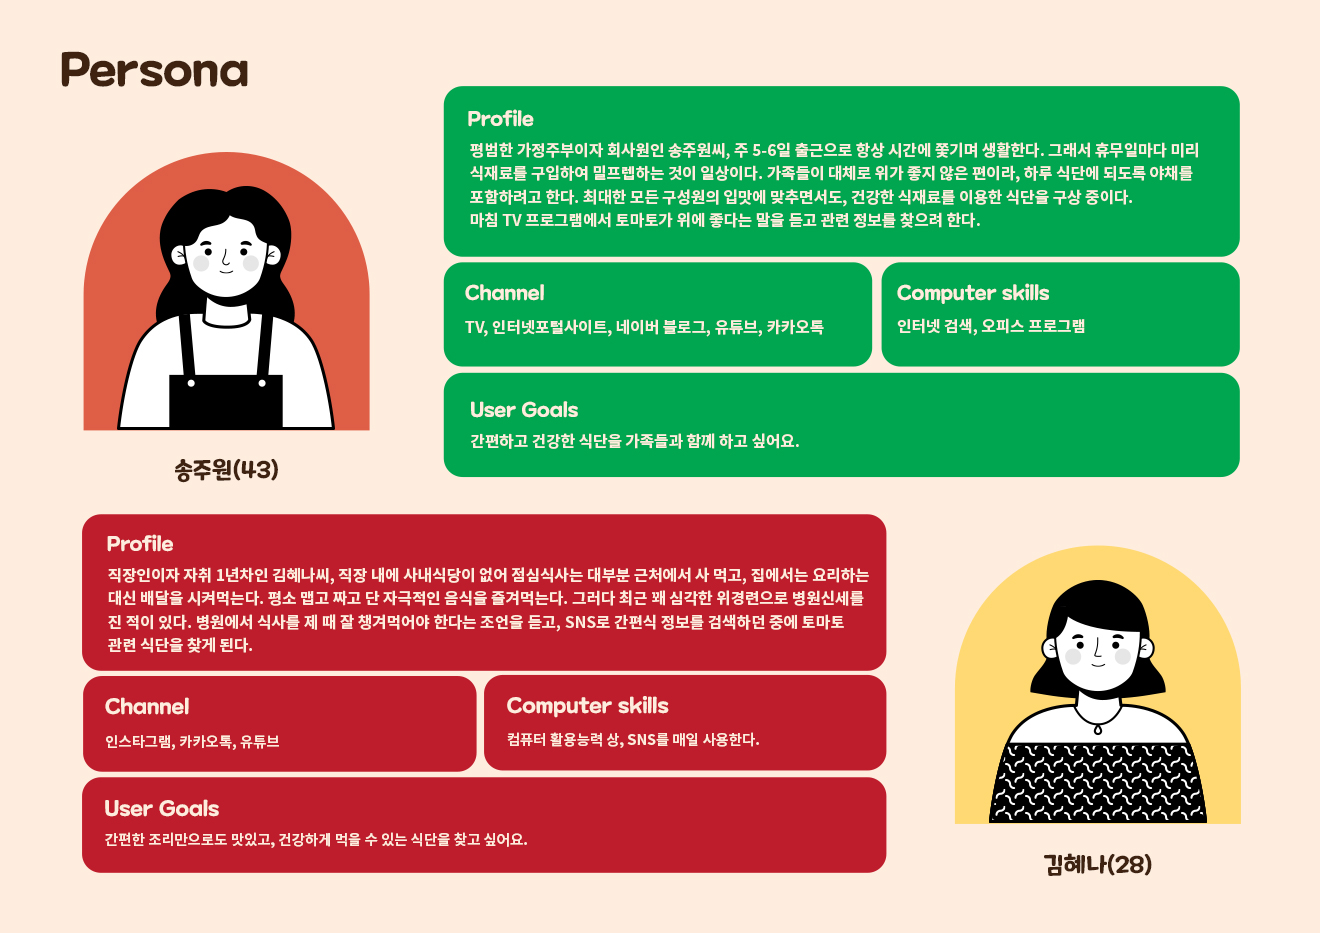 Persona
Profile
평범한 가정주부이자 회사원인 송주원씨, 주 5-6일 출근으로 항상 시간에 쫓기며 생활한다. 그래서 휴무일마다 미리
식재료를 구입하여 밀프렙하는 것이 일상이다. 가족들이 대체로 위가 좋지 않은 편이라, 하루 식단에 되도록 야채를
포함하려고 한다. 최대한 모든 구성원의 입맛에 맞추면서도, 건강한 식재료를 이용한 식단을 구상 중이다.
마침 TV 프로그램에서 토마토가 위에 좋다는 말을 듣고 관련 정보를 찾으려 한다.
Channel
TV, 인터넷포털사이트, 네이버 블로그, 유튜브, 카카오톡
Computer skills
인터넷 검색, 오피스 프로그램
User Goals
간편하고 건강한 식단을 가족들과 함께 하고 싶어요.
송주원(43)
Profile
직장인이자 자취 1년차인 김혜나씨, 직장 내에 사내식당이 없어 점심식사는 대부분 근처에서 사 먹고, 집에서는 요리하는
대신 배달을 시켜먹는다. 평소 맵고 짜고 단 자극적인 음식을 즐겨먹는다. 그러다 최근 꽤 심각한 위경련으로 병원신세를
진 적이 있다. 병원에서 식사를 제 때 잘 챙겨먹어야 한다는 조언을 듣고, SNS로 간편식 정보를 검색하던 중에 토마토
관련 식단을 찾게 된다.
Channel
인스타그램, 카카오톡, 유튜브
Computer skills
컴퓨터 활용능력 상, SNS를 매일 사용한다.
User Goals
간편한 조리만으로도 맛있고, 건강하게 먹을 수 있는 식단을 찾고 싶어요.
김혜나(28)